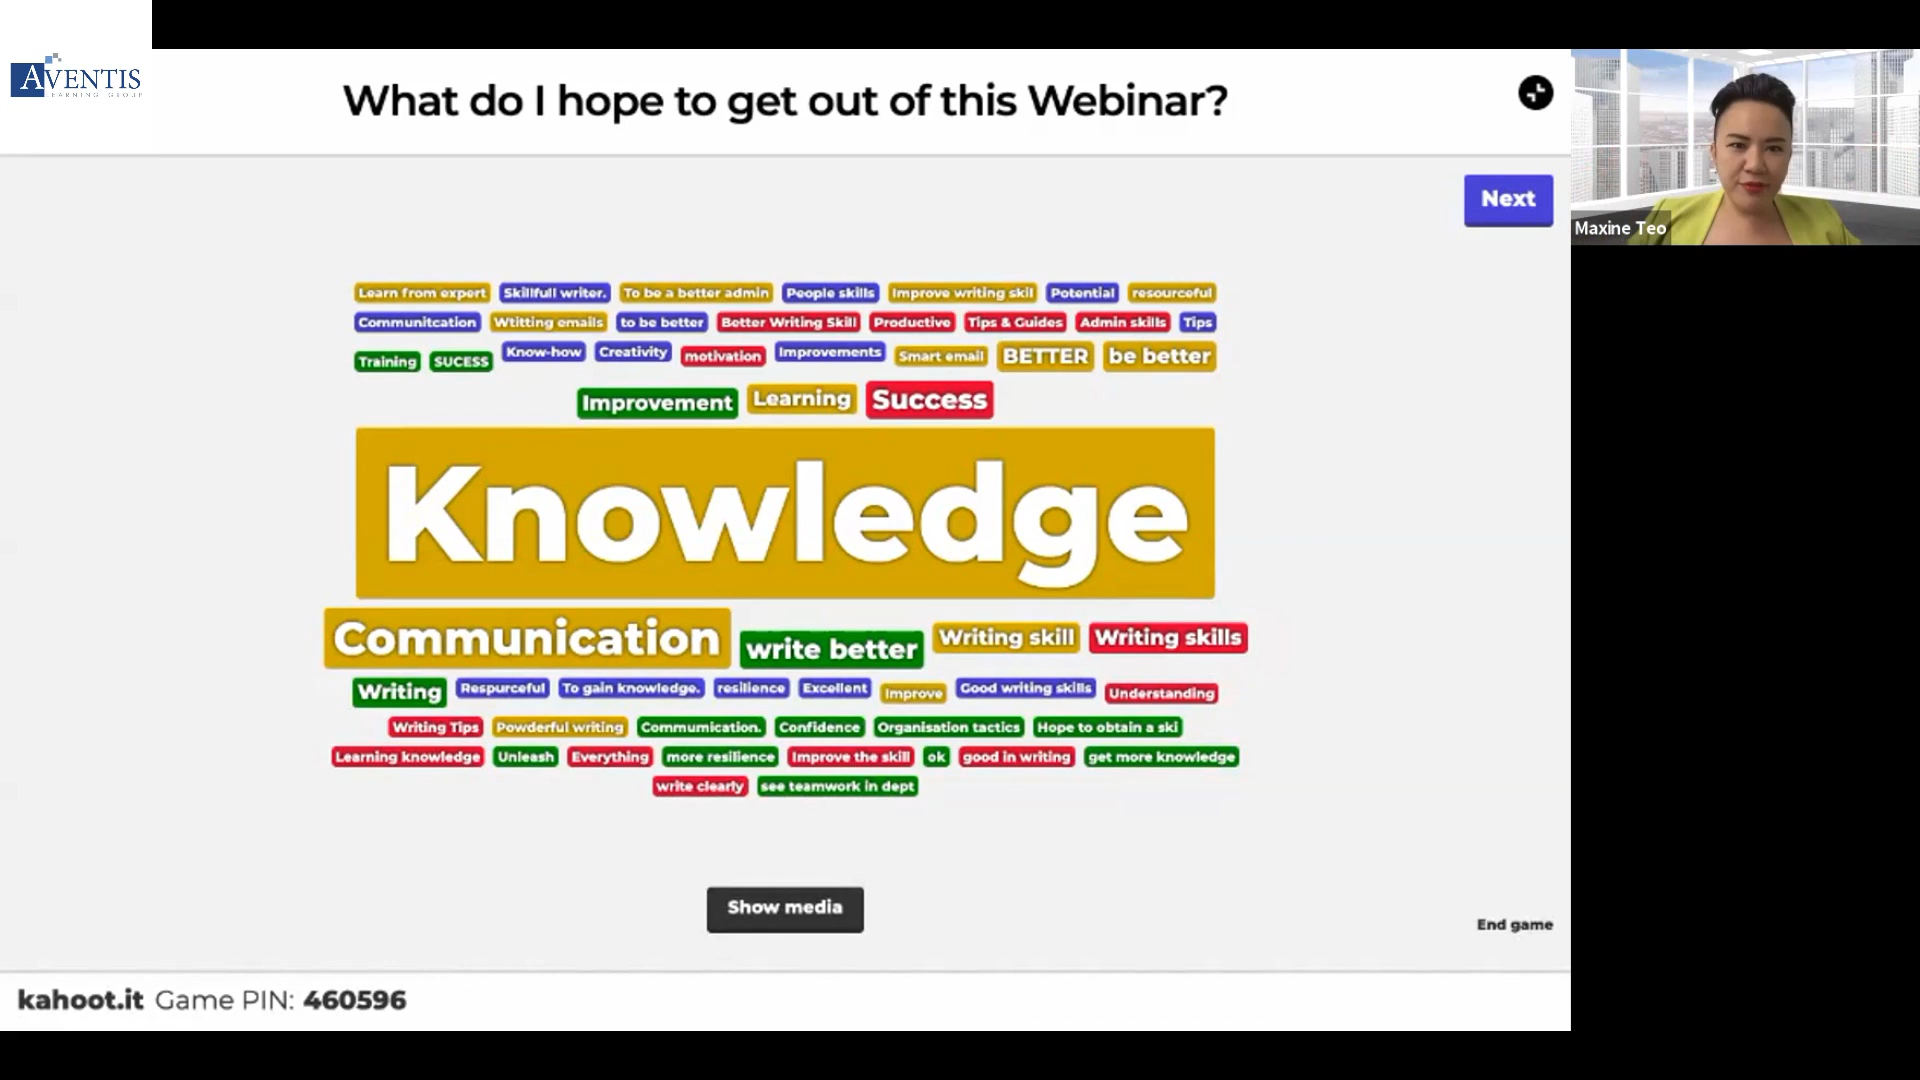 AVENTIS
LEARNING GROUP
What do I hope to get out of this Webinar?
Next
Maxine Teo
Learn from expert Skillfull writer. To be a better admin People skills Improve writing skil Potential resourceful
Communitcation Wtitting emails to be better Better Writing Skill Productive Tips & Guides Admin skills Tips
Training SUCESS Know-how Creativity motivation Improvements Smart email BETTER be better
Improvement Learning Success
Knowledge
Communication write better Writing skill Writing skills
Writing Respurceful To gain knowledge. resilience Excellent Improve Good writing skills Understanding
Writing Tips Powderful writing Commumication. Confidence Organisation tactics Hope to obtain a ski
Learning knowledge Unleash Everything more resilience Improve the skill ok good in writing get more knowledge
write clearly see teamwork in dept
Show media
End game
kahoot.it Game PIN: 460596